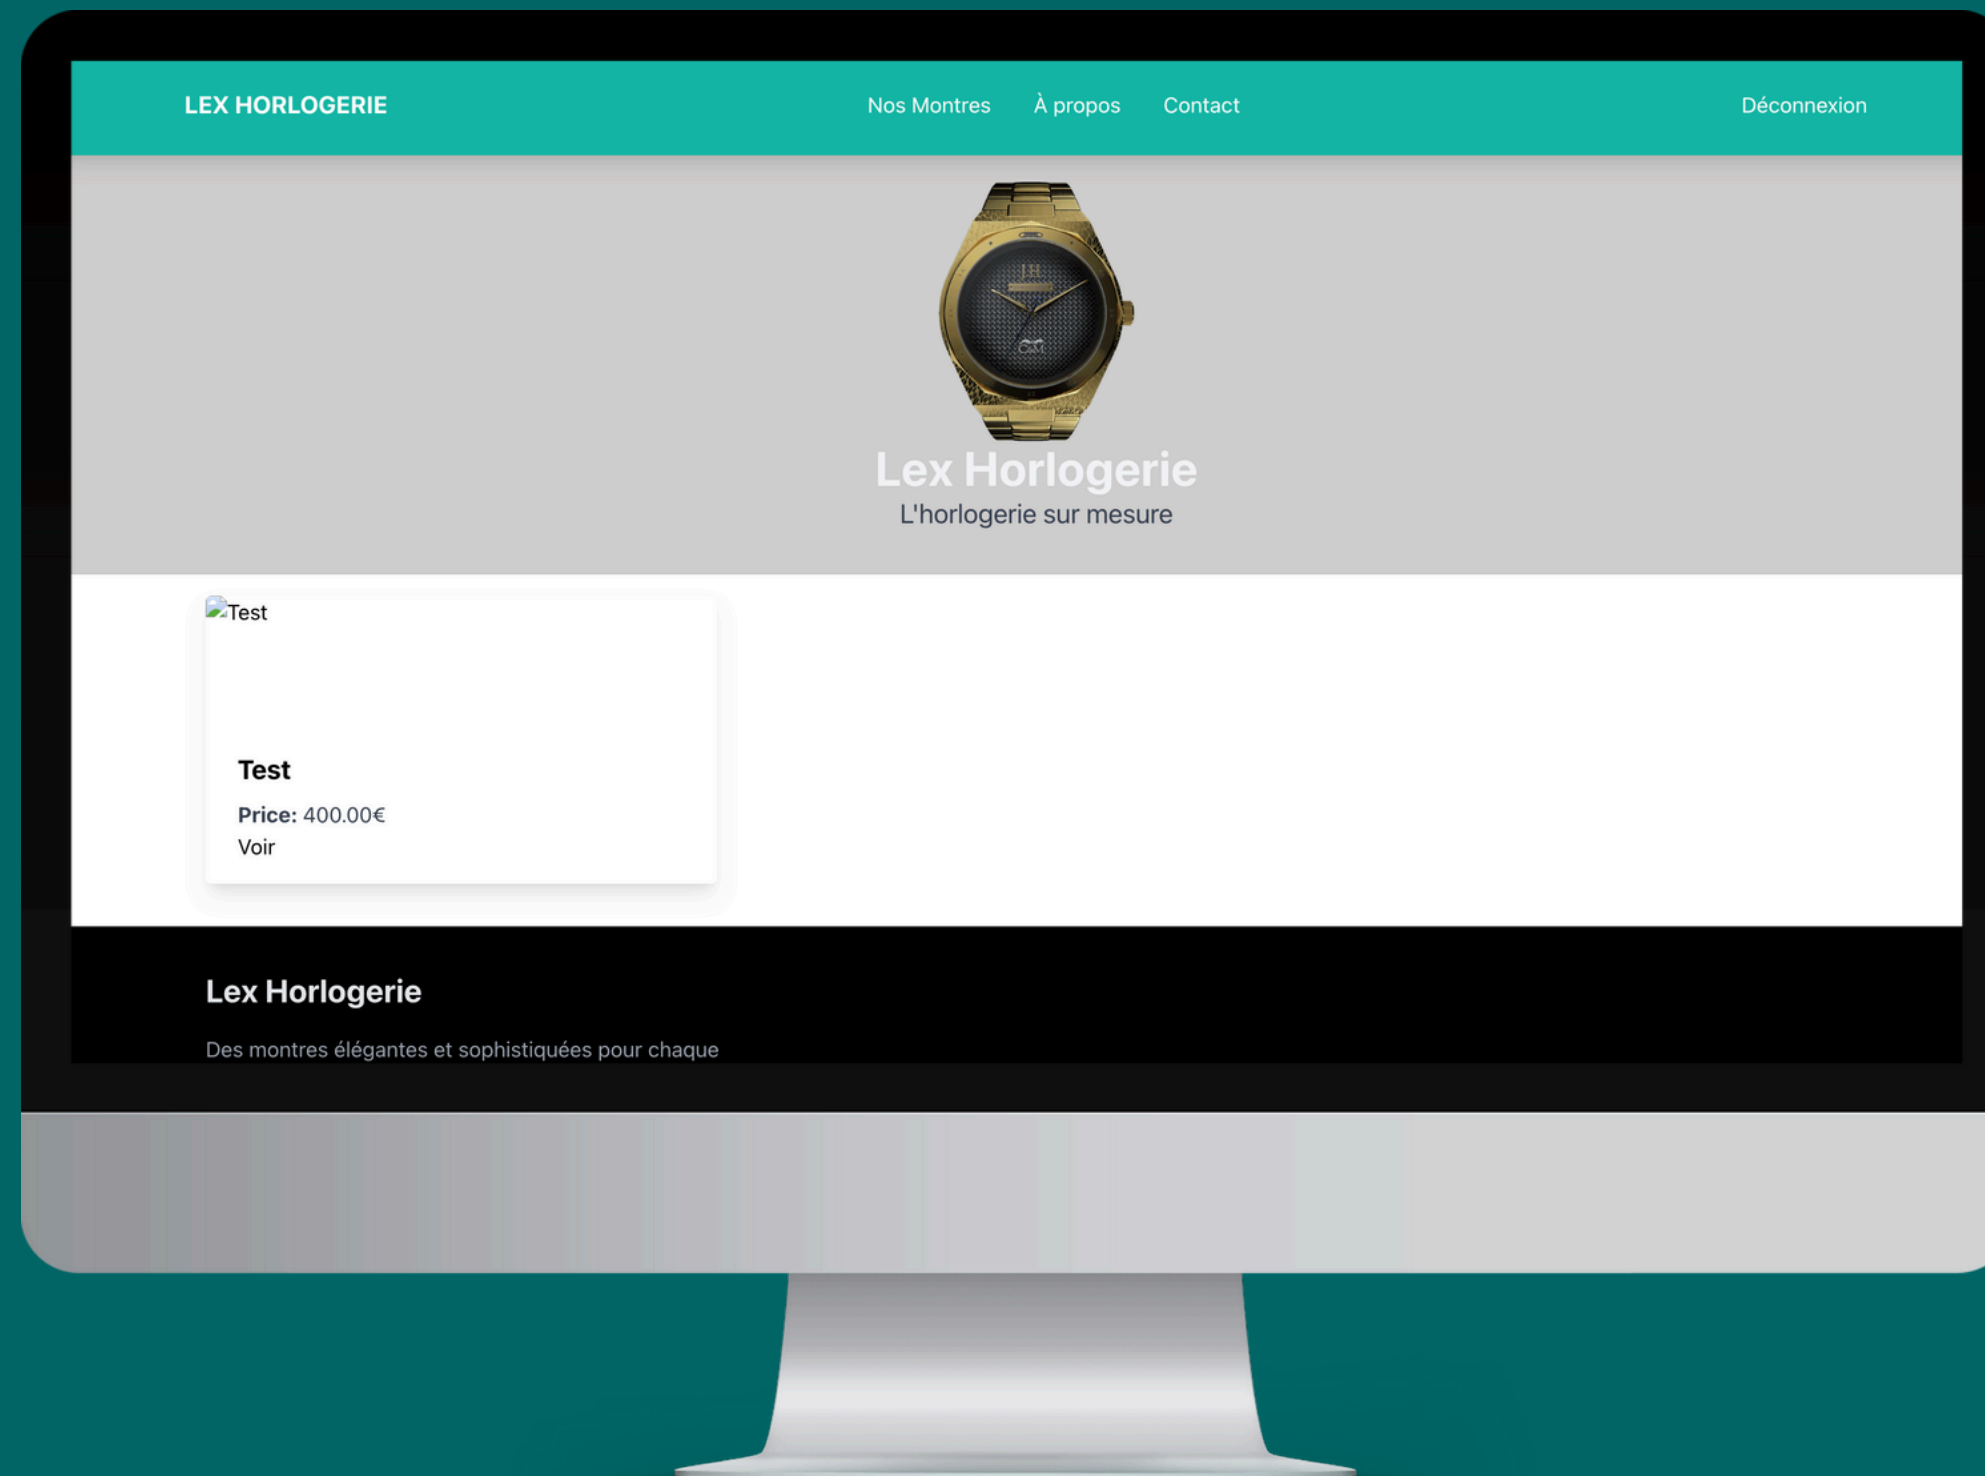 LEX HORLOGERIE
Nos Montres
À propos
Contact
Déconnexion
J.H
Lex Horlogerie
L'horlogerie sur mesure
Test
Test
Price: 400.00€
Voir
Lex Horlogerie
Des montres élégantes et sophistiquées pour chaque